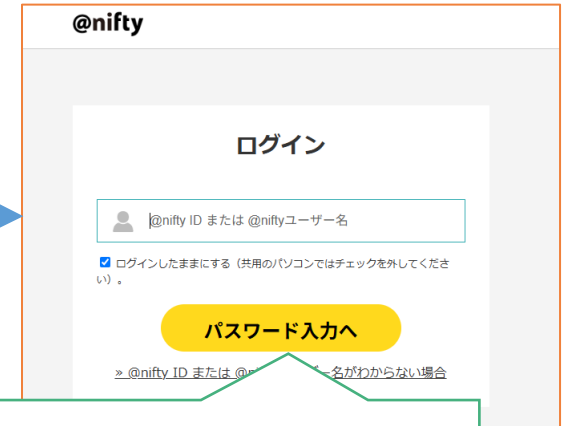 @nifty
ログイン
@nifty ID または @niftyユーザー名
ログインしたままにする（共用のパソコンではチェックを外してくださ
い）。
パスワード入力へ
» @nifty ID または ー名がわからない場合